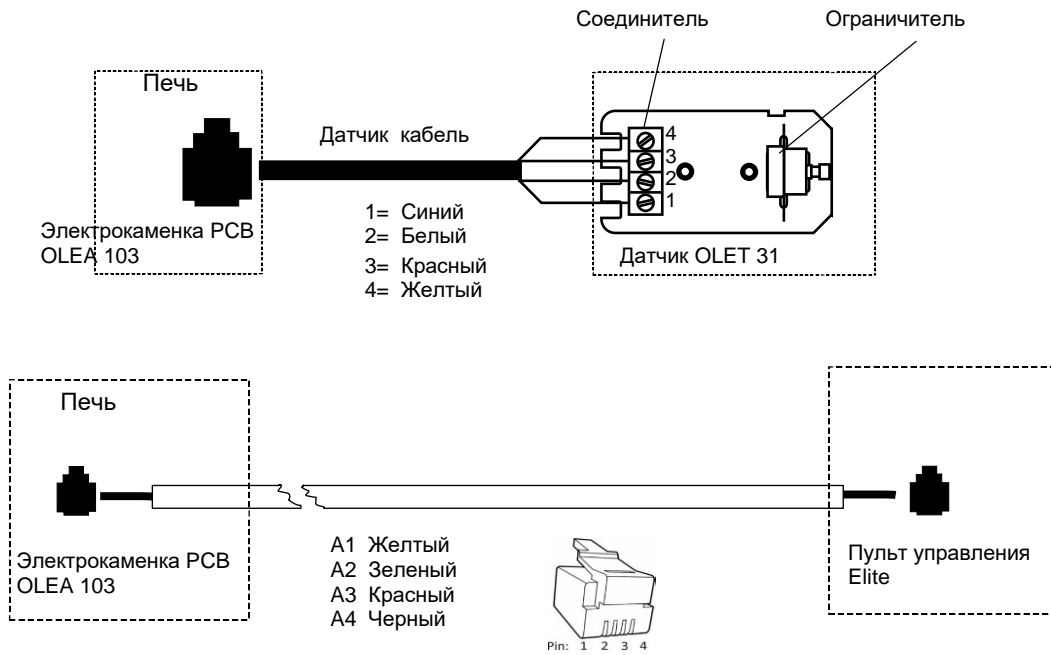 Соединитель
Ограничитель
Печь
Датчик кабель
4
3
2
1
Электрокаменка PCB
OLEA 103
1= Синий
2= Белый
3= Красный
4= Желтый
Датчик OLET 31
Печь
Электрокаменка PCB
OLEA 103
A1 Желтый
A2 Зеленый
A3 Красный
A4 Черный
Pin: 1 2 3 4
Пульт управления
Elite